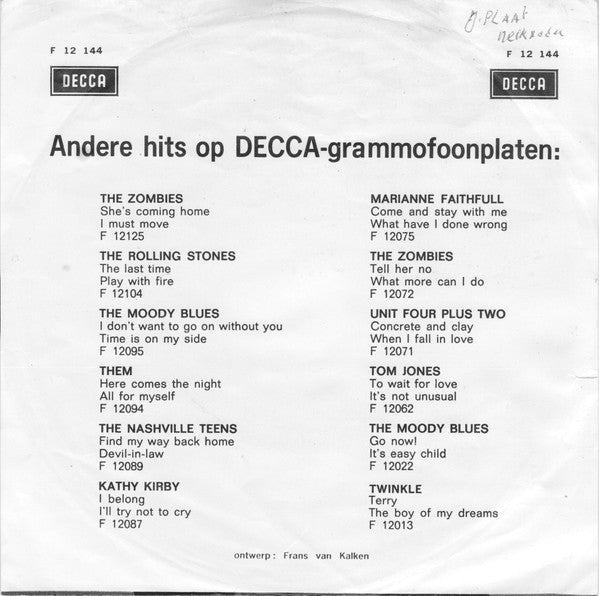 J. PLAAT
F 12 144
F 12 144
DECCA
DECCA
Andere hits op DECCA-grammofoonplaten:
THE ZOMBIES
She's coming home
I must move
F 12125
THE ROLLING STONES
The last time
Play with fire
F 12104
THE MOODY BLUES
I don't want to go on without you
Time is on my side
F 12095
THEM
Here comes the night
All for myself
F 12094
THE NASHVILLE TEENS
Find my way back home
Devil-in-law
F 12089
KATHY KIRBY
I belong
I'll try not to cry
F 12087
MARIANNE FAITHFULL
Come and stay with me
What have I done wrong
F 12075
THE ZOMBIES
Tell her no
What more can I do
F 12072
UNIT FOUR PLUS TWO
Concrete and clay
When I fall in love
F 12071
TOM JONES
To wait for love
It's not unusual
F 12062
THE MOODY BLUES
Go now!
It's easy child
F 12022
TWINKLE
Terry
The boy of my dreams
F 12013
ontwerp: Frans van Kalken